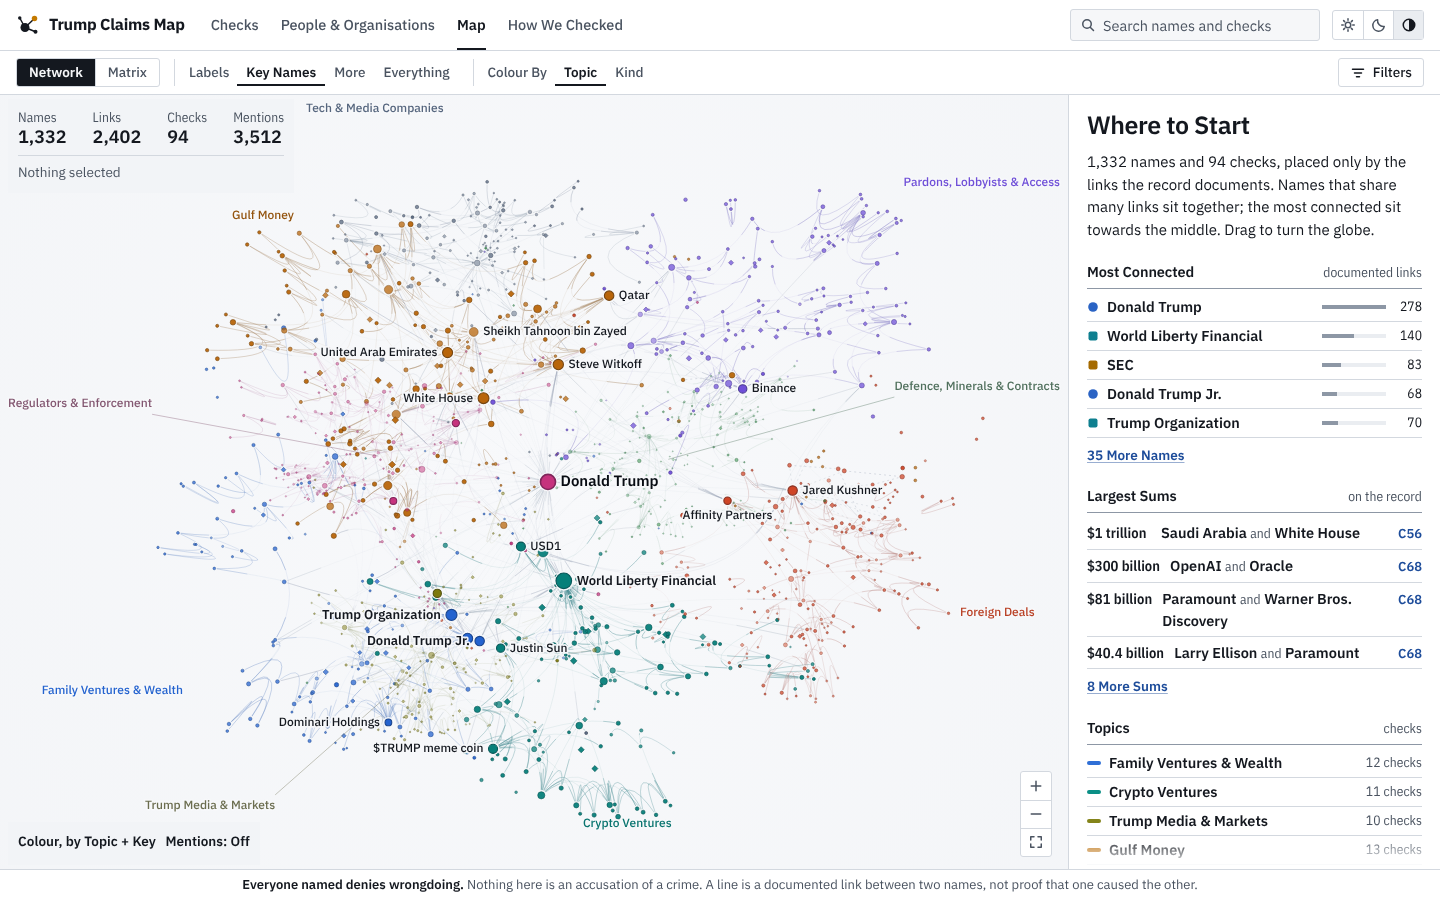 Trump Claims Map
Checks
People & Organisations
Map
How We Checked
Search names and checks
Network
Matrix
Labels
Key Names
More
Everything
Colour By
Topic
Kind
Filters
Names
Links
Checks
Mentions
1,332
2,402
94
3,512
Nothing selected
Tech & Media Companies
Pardons, Lobbyists & Access
Gulf Money
Qatar
Sheikh Tahnoon bin Zayed
United Arab Emirates
Steve Witkoff
Binance
Defence, Minerals & Contracts
White House
Regulators & Enforcement
Donald Trump
Jared Kushner
Affinity Partners
USD1
World Liberty Financial
Trump Organization
Foreign Deals
Donald Trump Jr.
Justin Sun
Family Ventures & Wealth
Dominari Holdings
$TRUMP meme coin
Trump Media & Markets
Crypto Ventures
Colour, by Topic + Key
Mentions: Off
Where to Start
1,332 names and 94 checks, placed only by the
links the record documents. Names that share
many links sit together; the most connected sit
towards the middle. Drag to turn the globe.
Most Connected
documented links
Donald Trump 278
World Liberty Financial 140
SEC 83
Donald Trump Jr. 68
Trump Organization 70
35 More Names
Largest Sums
on the record
$1 trillion Saudi Arabia and White House C56
$300 billion OpenAI and Oracle C68
$81 billion Paramount and Warner Bros. C68
Discovery
$40.4 billion Larry Ellison and Paramount C68
8 More Sums
Topics
checks
Family Ventures & Wealth 12 checks
Crypto Ventures 11 checks
Trump Media & Markets 10 checks
Gulf Money 13 checks
Everyone named denies wrongdoing. Nothing here is an accusation of a crime. A line is a documented link between two names, not proof that one caused the other.